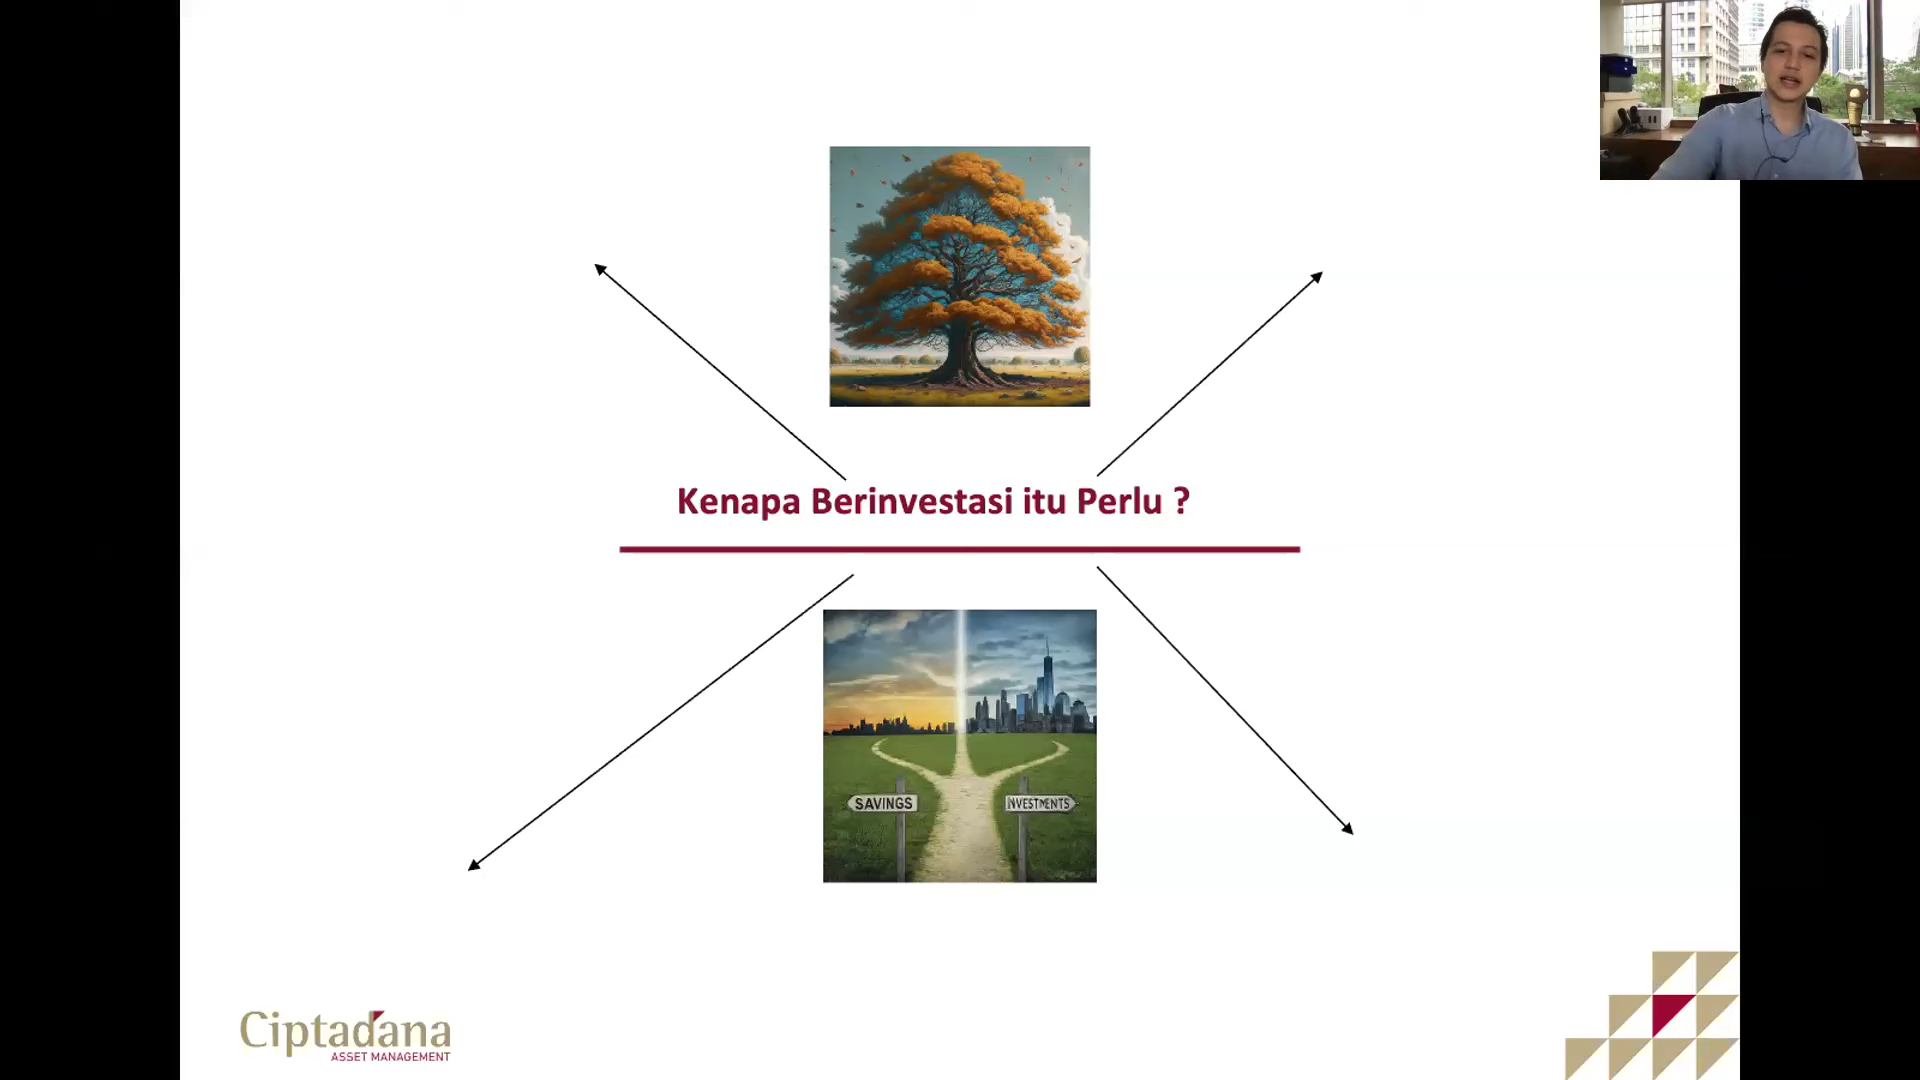 Kenapa Berinvestasi itu Perlu ?
SAVINGS
INVESTMENTS
Ciptadana
ASSET MANAGEMENT